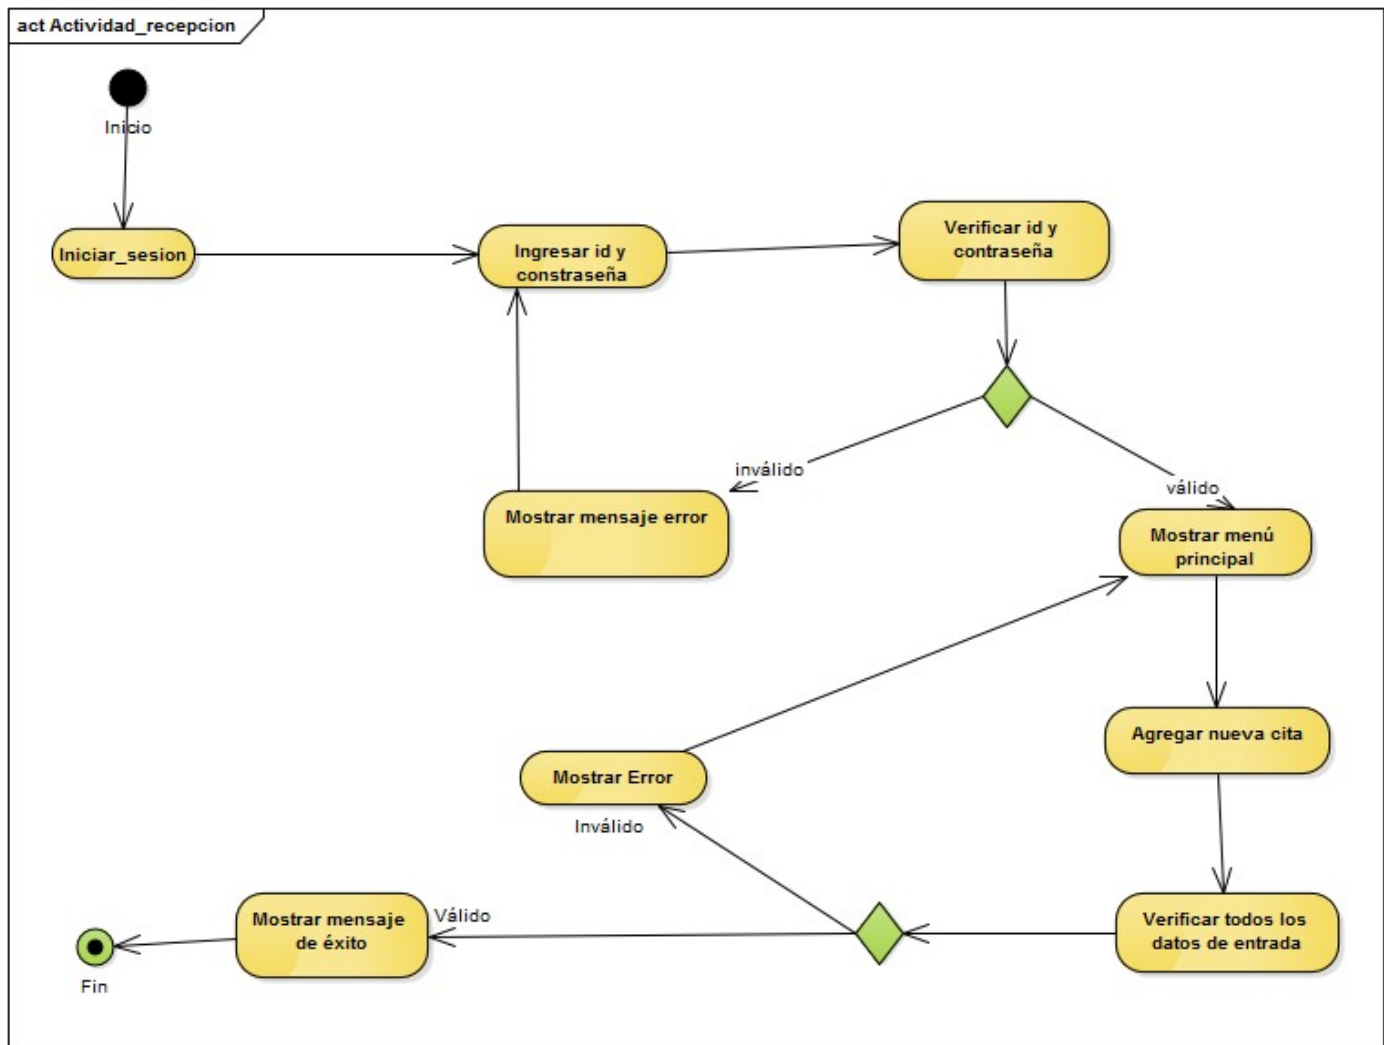 act Actividad_recepcion
Inicio
Iniciar_sesion
Ingresar id y
constraseña
Verificar id y
contraseña
inválido
válido
Mostrar mensaje error
Mostrar menú
principal
Agregar nueva cita
Mostrar Error
Inválido
Verificar todos los
datos de entrada
Válido
Mostrar mensaje
de éxito
Fin